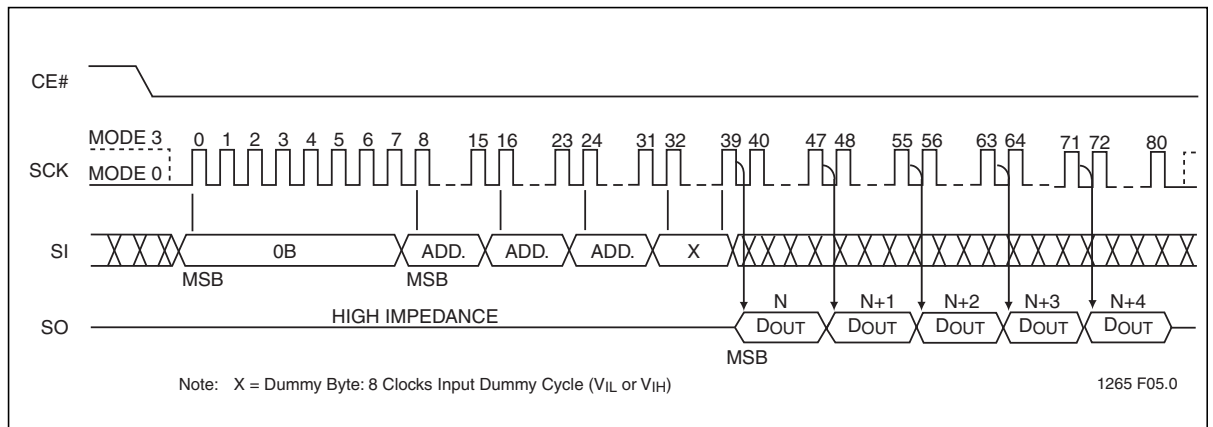 CE#
MODE 3
SCK
MODE 0
0 1 2 3 4 5 6 7 8 15 16 23 24 31 32 39 40 47 48 55 56 63 64 71 72 80
SI
0B ADD. ADD. ADD. X
MSB MSB
N N+1 N+2 N+3 N+4
SO
HIGH IMPEDANCE
DOUT DOUT DOUT DOUT DOUT
MSB
Note: X = Dummy Byte: 8 Clocks Input Dummy Cycle (VIL or VIH)
1265 F05.0